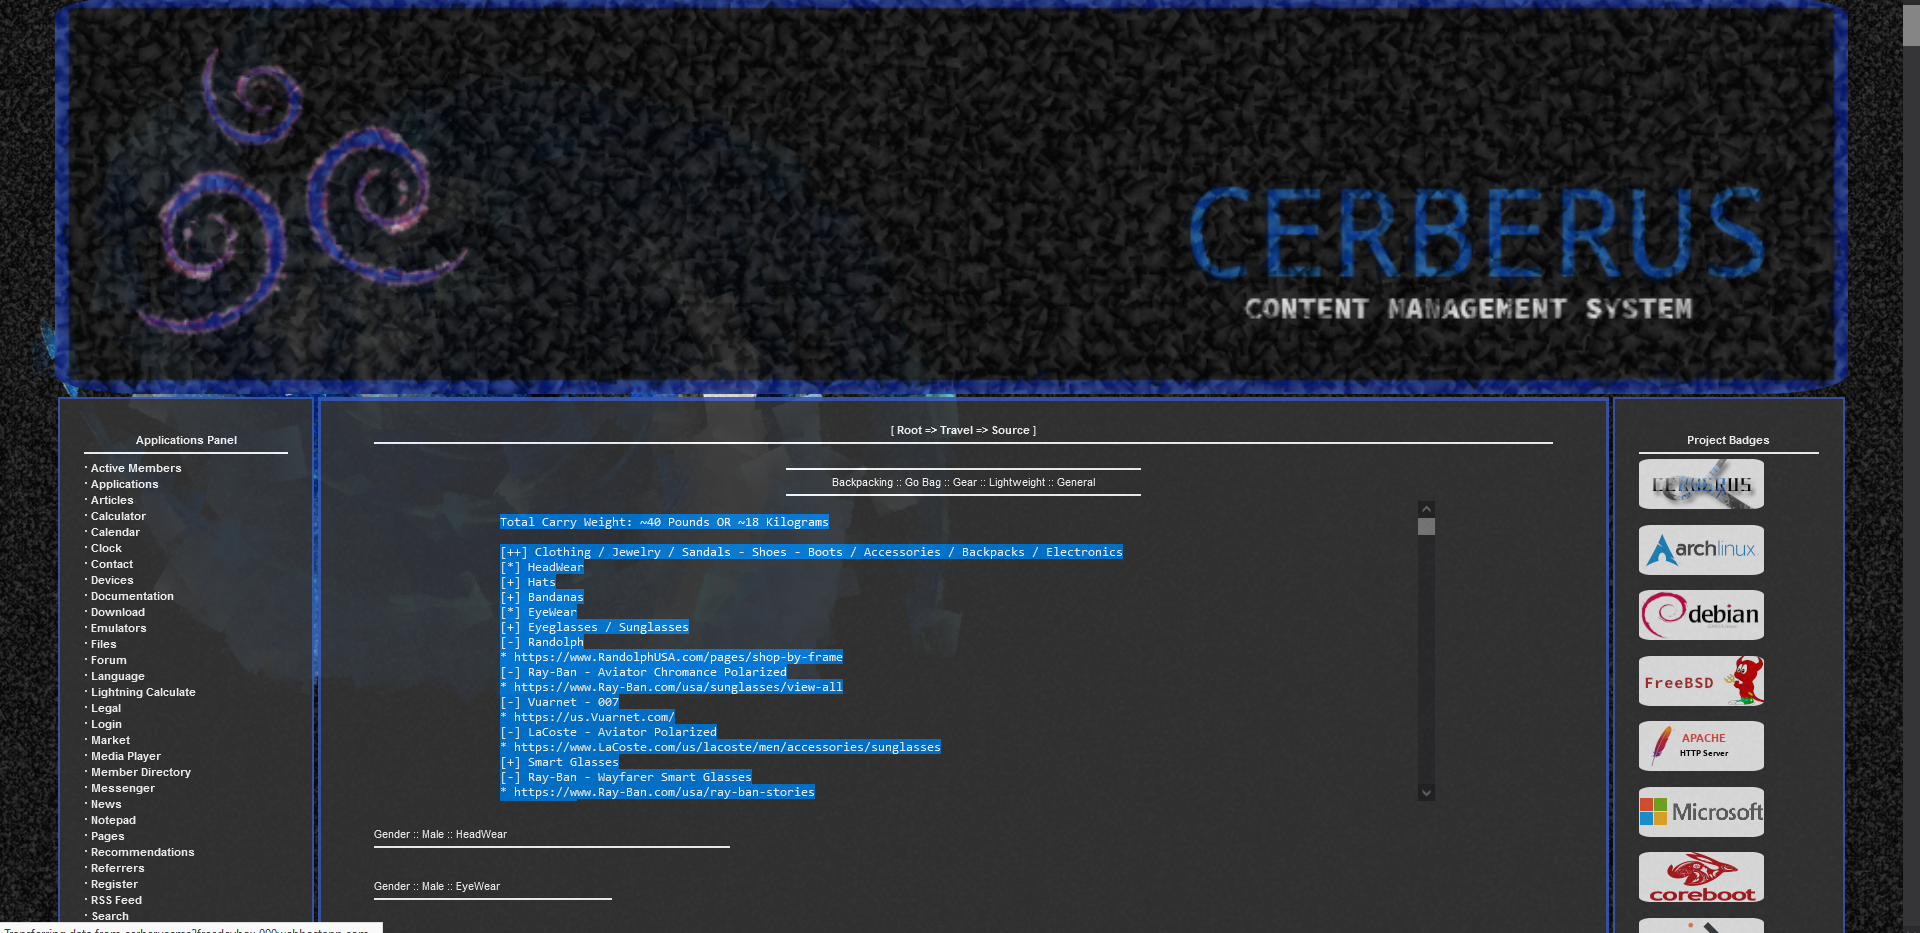 CERBERUS
CONTENT MANAGEMENT SYSTEM
Applications Panel
· Active Members
· Applications
· Articles
· Calculator
· Calendar
· Clock
· Contact
· Devices
· Documentation
· Download
· Emulators
· Files
· Forum
· Language
· Lightning Calculate
· Legal
· Login
· Market
· Media Player
· Member Directory
· Messenger
· News
· Notepad
· Pages
· Recommendations
· Referrers
· Register
· RSS Feed
· Search
[ Root => Travel => Source ]
Backpacking :: Go Bag :: Gear :: Lightweight :: General
Total Carry Weight: ~40 Pounds OR ~18 Kilograms
[++] Clothing / Jewelry / Sandals - Shoes - Boots / Accessories / Backpacks / Electronics
[*] HeadWear
[+] Hats
[+] Bandanas
[*] EyeWear
[+] Eyeglasses / Sunglasses
[-] Randolph
* https://www.RandolphUSA.com/pages/shop-by-frame
[-] Ray-Ban - Aviator Chromance Polarized
* https://www.Ray-Ban.com/usa/sunglasses/view-all
[-] Vuarnet - 007
* https://us.Vuarnet.com/
[-] LaCoste - Aviator Polarized
* https://www.LaCoste.com/us/lacoste/men/accessories/sunglasses
[+] Smart Glasses
[-] Ray-Ban - Wayfarer Smart Glasses
* https://www.Ray-Ban.com/usa/ray-ban-stories
Gender :: Male :: HeadWear
Gender :: Male :: EyeWear
Project Badges
CERBERUS
archlinux
debian
FreeBSD
APACHE
HTTP Server
Microsoft
coreboot